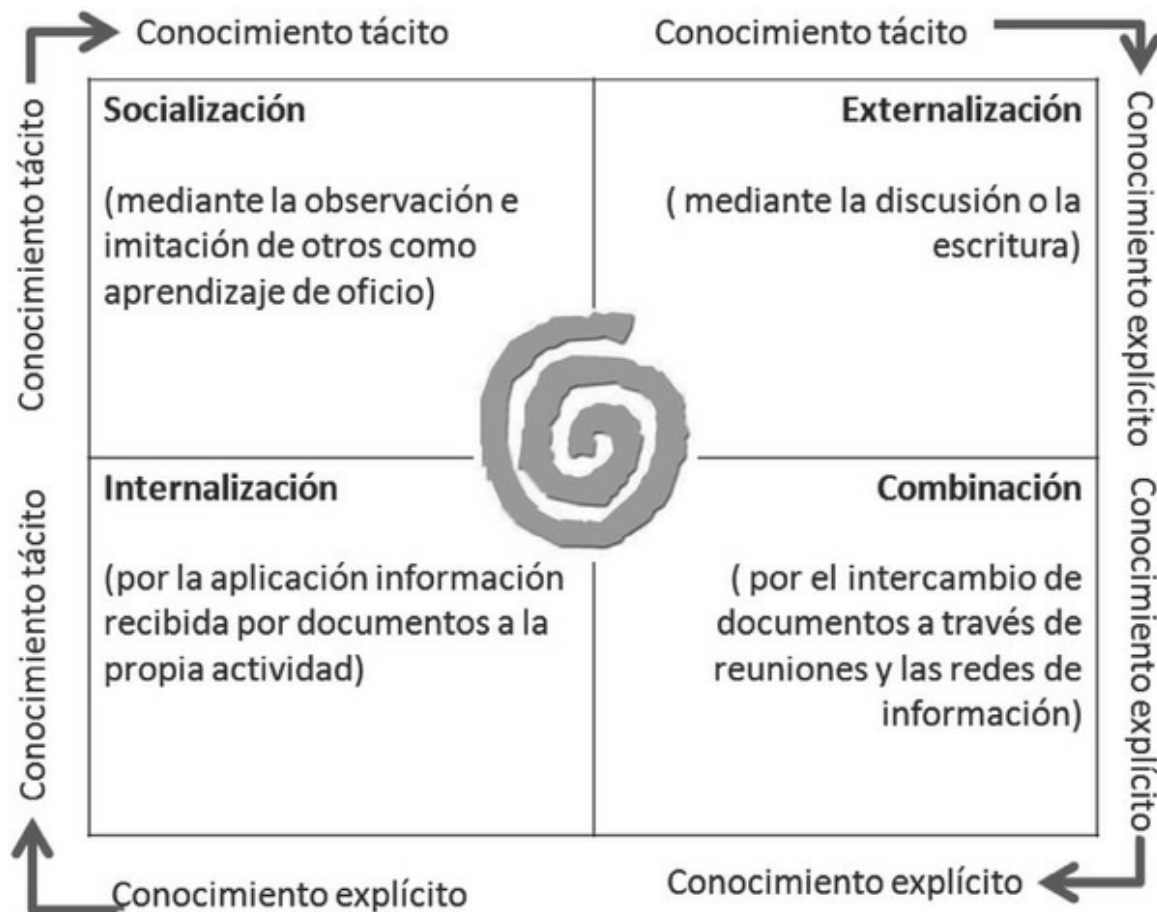 Conocimiento tácito
Conocimiento tácito
Conocimiento tácito
Socialización
(mediante la observación e
imitación de otros como
aprendizaje de oficio)
Externalización
( mediante la discusión o la
escritura)
Conocimiento explícito
Conocimiento tácito
Internalización
(por la aplicación información
recibida por documentos a la
propia actividad)
Combinación
( por el intercambio de
documentos a través de
reuniones y las redes de
información)
Conocimiento explícito
Conocimiento explícito
Conocimiento explícito